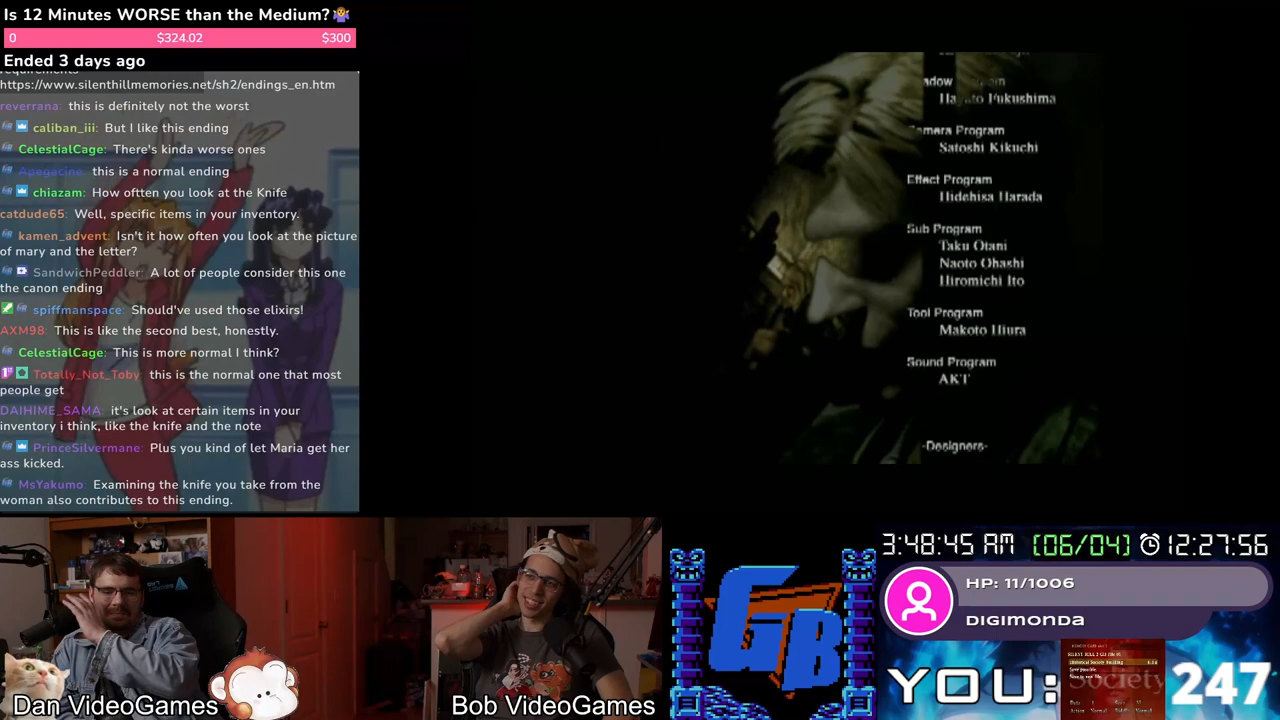 Is 12 Minutes WORSE than the Medium?🤷
0 $324.02 $300
Ended 3 days ago
requirements
https://www.silenthillmemories.net/sh2/endings_en.htm
reverrana: this is definitely not the worst
caliban_iii: But I like this ending
CelestialCage: There's kinda worse ones
Apegacine: this is a normal ending
chiazam: How oftten you look at the Knife
catdude65: Well, specific items in your inventory.
kamen_advent: Isn't it how often you look at the picture
of mary and the letter?
SandwichPeddler: A lot of people consider this one
the canon ending
spiffmanspace: Should've used those elixirs!
AXM98: This is like the second best, honestly.
CelestialCage: This is more normal I think?
Totally_Not_Toby: this is the normal one that most
people get
DAIHIME_SAMA: it's look at certain items in your
inventory i think, like the knife and the note
PrinceSilvermane: Plus you kind of let Maria get her
ass kicked.
MsYakumo: Examining the knife you take from the
woman also contributes to this ending.
Hayato Fukushima
Camera Program
Satoshi Kikuchi
Effect Program
Hidehisa Harada
Sub Program
Taku Otani
Naoto Ohashi
Hiromichi Ito
Tool Program
Makoto Hiura
Sound Program
AKT
-Designers-
Dan VideoGames
Bob VideoGames
GB
3:48:45 AM [06/04] 12:27:56
HP: 11/1006
DIGIMONDA
YOU:
Society
247